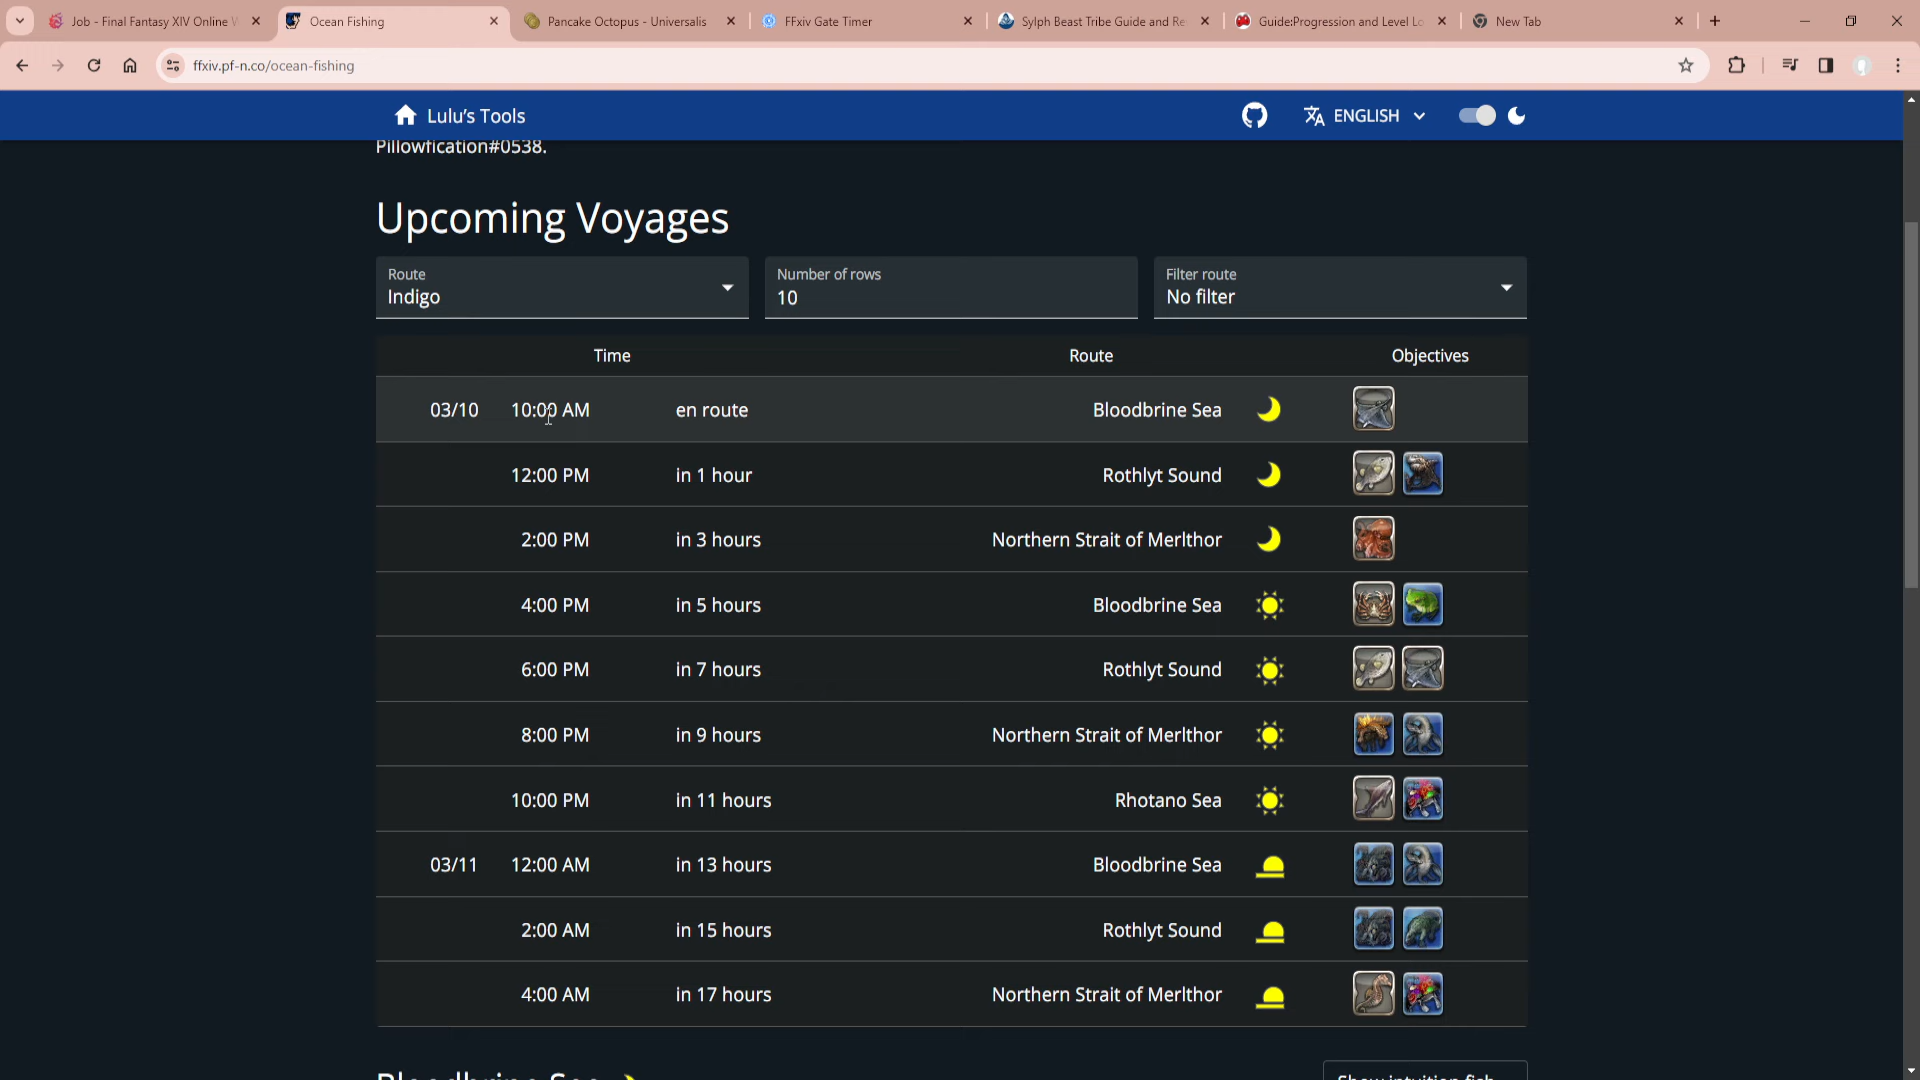 Job - Final Fantasy XIV Online W
Ocean Fishing
Pancake Octopus - Universalis
FFxiv Gate Timer
Sylph Beast Tribe Guide and Re
Guide:Progression and Level Lo
New Tab
ffxiv.pf-n.co/ocean-fishing
Lulu's Tools
ENGLISH
Pillowfication#0538.
Upcoming Voyages
Route
Indigo
Number of rows
10
Filter route
No filter
Time Route Objectives
03/10 10:00 AM en route Bloodbrine Sea
12:00 PM in 1 hour Rothlyt Sound
2:00 PM in 3 hours Northern Strait of Merlthor
4:00 PM in 5 hours Bloodbrine Sea
6:00 PM in 7 hours Rothlyt Sound
8:00 PM in 9 hours Northern Strait of Merlthor
10:00 PM in 11 hours Rhotano Sea
03/11 12:00 AM in 13 hours Bloodbrine Sea
2:00 AM in 15 hours Rothlyt Sound
4:00 AM in 17 hours Northern Strait of Merlthor
Bloodbrine Sea
Show intuition fish